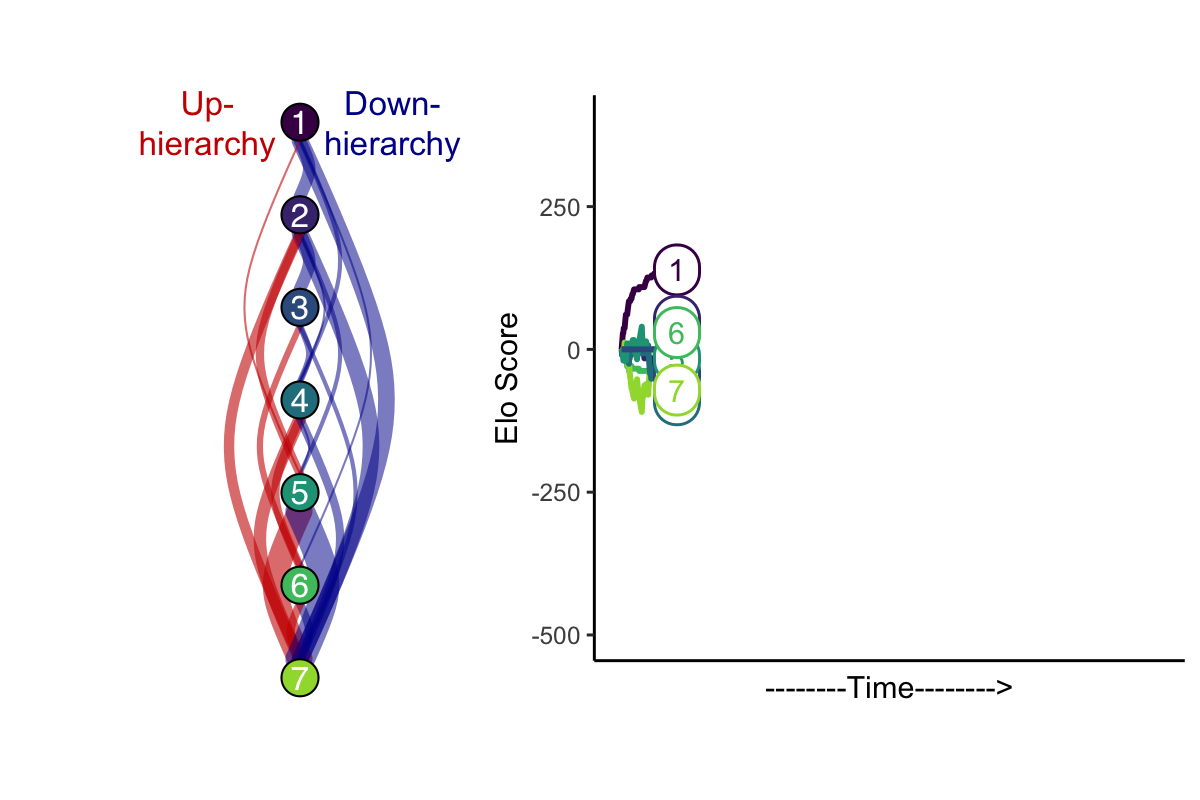 Up-
hierarchy
Down-
hierarchy
1
2
3
4
5
6
7
Elo Score
250
0
-250
-500
1
6
7
--------Time-------->